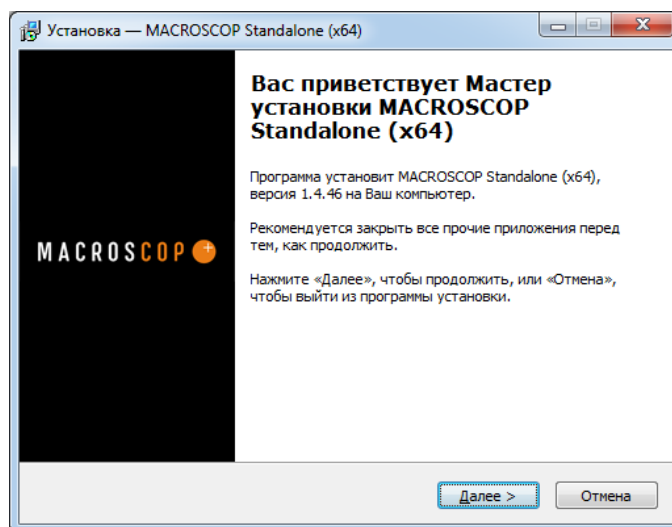 Установка — MACROSCOP Standalone (x64)
Вас приветствует Мастер
установки MACROSCOP
Standalone (x64)
Программа установит MACROSCOP Standalone (x64),
версия 1.4.46 на Ваш компьютер.
Рекомендуется закрыть все прочие приложения перед
тем, как продолжить.
MACROSCOP
Нажмите «Далее», чтобы продолжить, или «Отмена»,
чтобы выйти из программы установки.
Далее >
Отмена